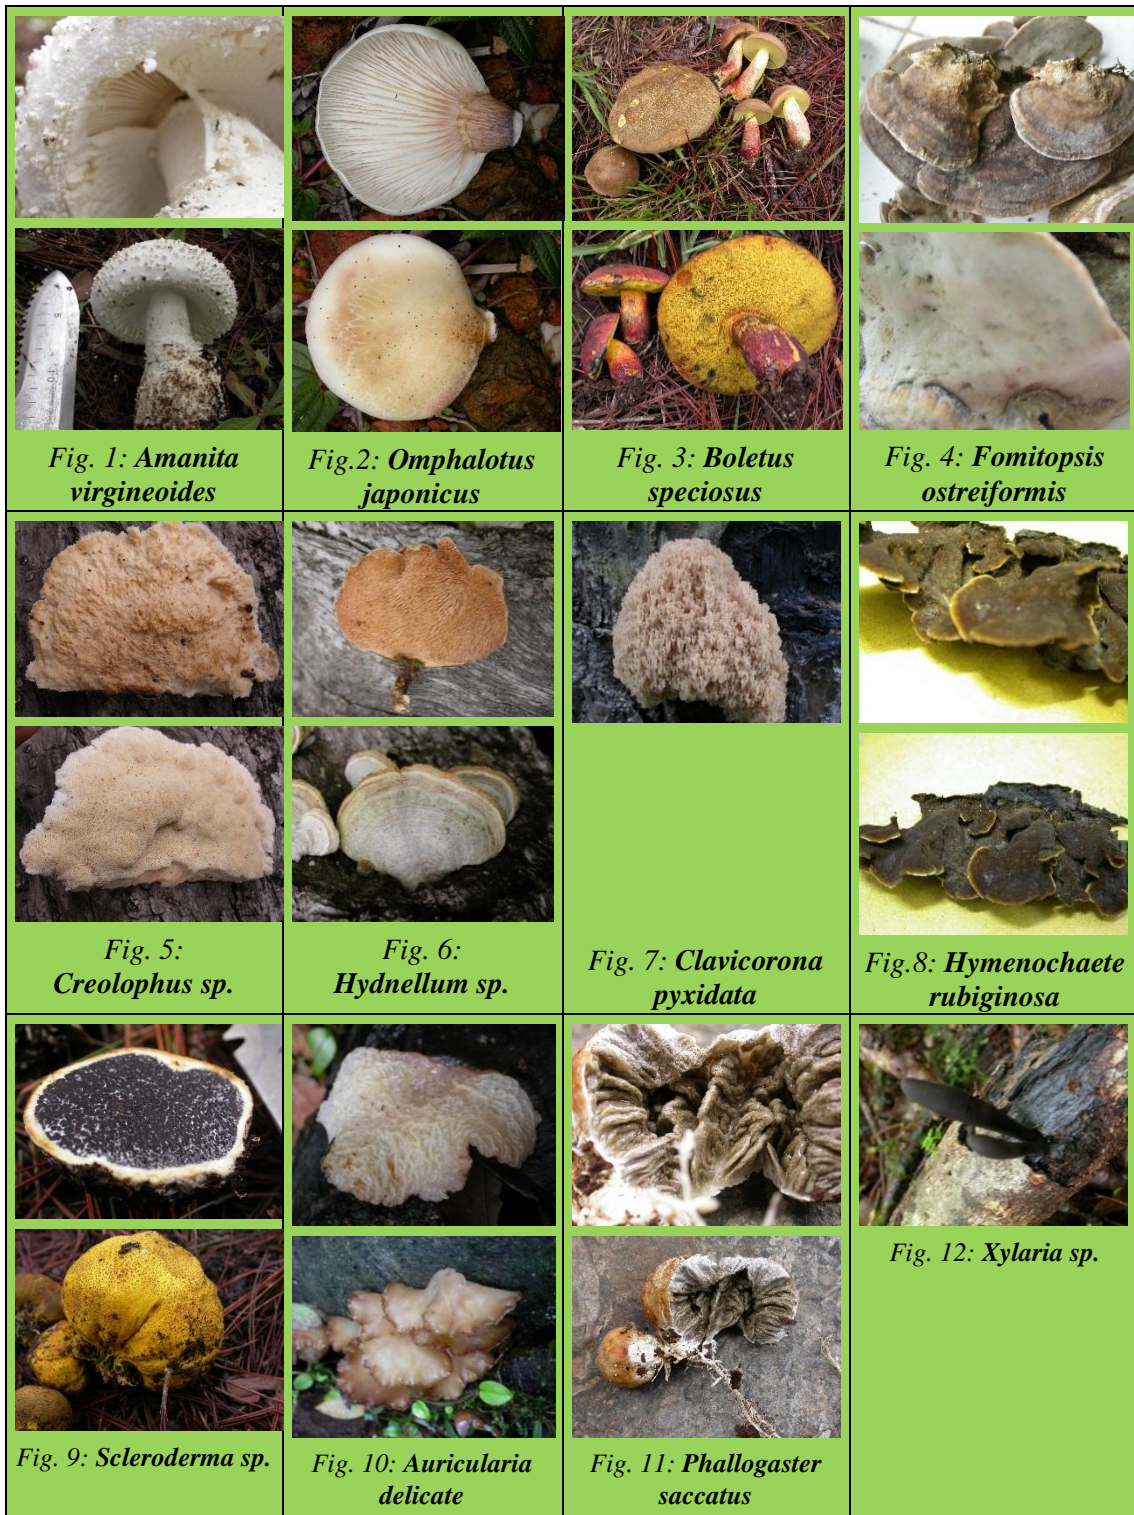 Fig. 1: Amanita
virgineoides
Fig.2: Omphalotus
japonicus
Fig. 3: Boletus
speciosus
Fig. 4: Fomitopsis
ostreiformis
Fig. 5:
Creolophus sp.
Fig. 6:
Hydnellum sp.
Fig. 7: Clavicorona
pyxidata
Fig.8: Hymenochaete
rubiginosa
Fig. 9: Scleroderma sp.
Fig. 10: Auricularia
delicate
Fig. 11: Phallogaster
saccatus
Fig. 12: Xylaria sp.